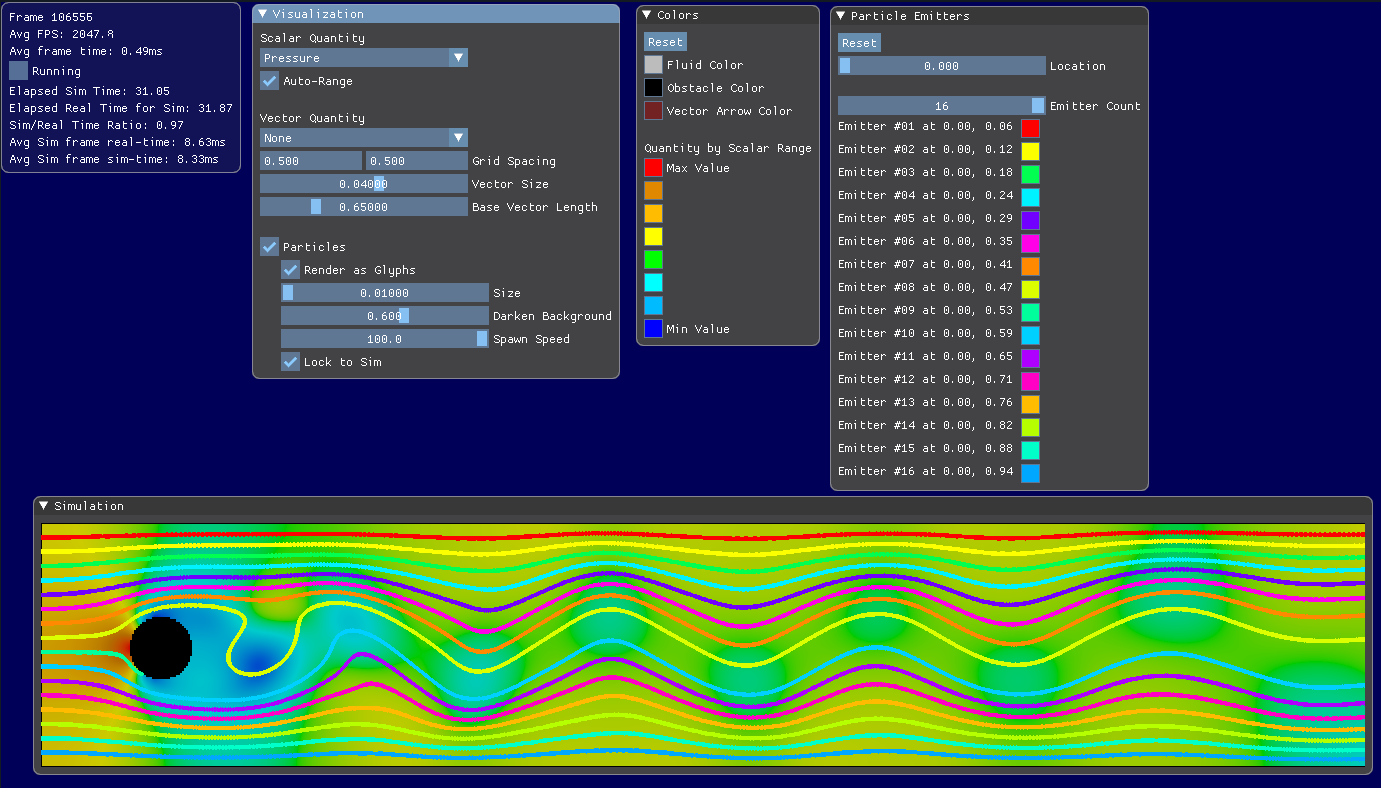 Frame 106556
Avg FPS: 2047.8
Avg frame time: 0.49ms
Running
Elapsed Sim Time: 31.05
Elapsed Real Time for Sim: 31.87
Sim/Real Time Ratio: 0.97
Avg Sim frame real-time: 8.63ms
Avg Sim frame sim-time: 8.33ms
Visualization
Scalar Quantity
Pressure
Auto-Range
Vector Quantity
None
0.500 0.500 Grid Spacing
0.04000 Vector Size
0.65000 Base Vector Length
Particles
Render as Glyphs
0.01000 Size
0.600 Darken Background
100.0 Spawn Speed
Lock to Sim
Colors
Reset
Fluid Color
Obstacle Color
Vector Arrow Color
Quantity by Scalar Range
Max Value
Min Value
Particle Emitters
Reset
0.000 Location
16 Emitter Count
Emitter #01 at 0.00, 0.06
Emitter #02 at 0.00, 0.12
Emitter #03 at 0.00, 0.18
Emitter #04 at 0.00, 0.24
Emitter #05 at 0.00, 0.29
Emitter #06 at 0.00, 0.35
Emitter #07 at 0.00, 0.41
Emitter #08 at 0.00, 0.47
Emitter #09 at 0.00, 0.53
Emitter #10 at 0.00, 0.59
Emitter #11 at 0.00, 0.65
Emitter #12 at 0.00, 0.71
Emitter #13 at 0.00, 0.76
Emitter #14 at 0.00, 0.82
Emitter #15 at 0.00, 0.88
Emitter #16 at 0.00, 0.94
Simulation